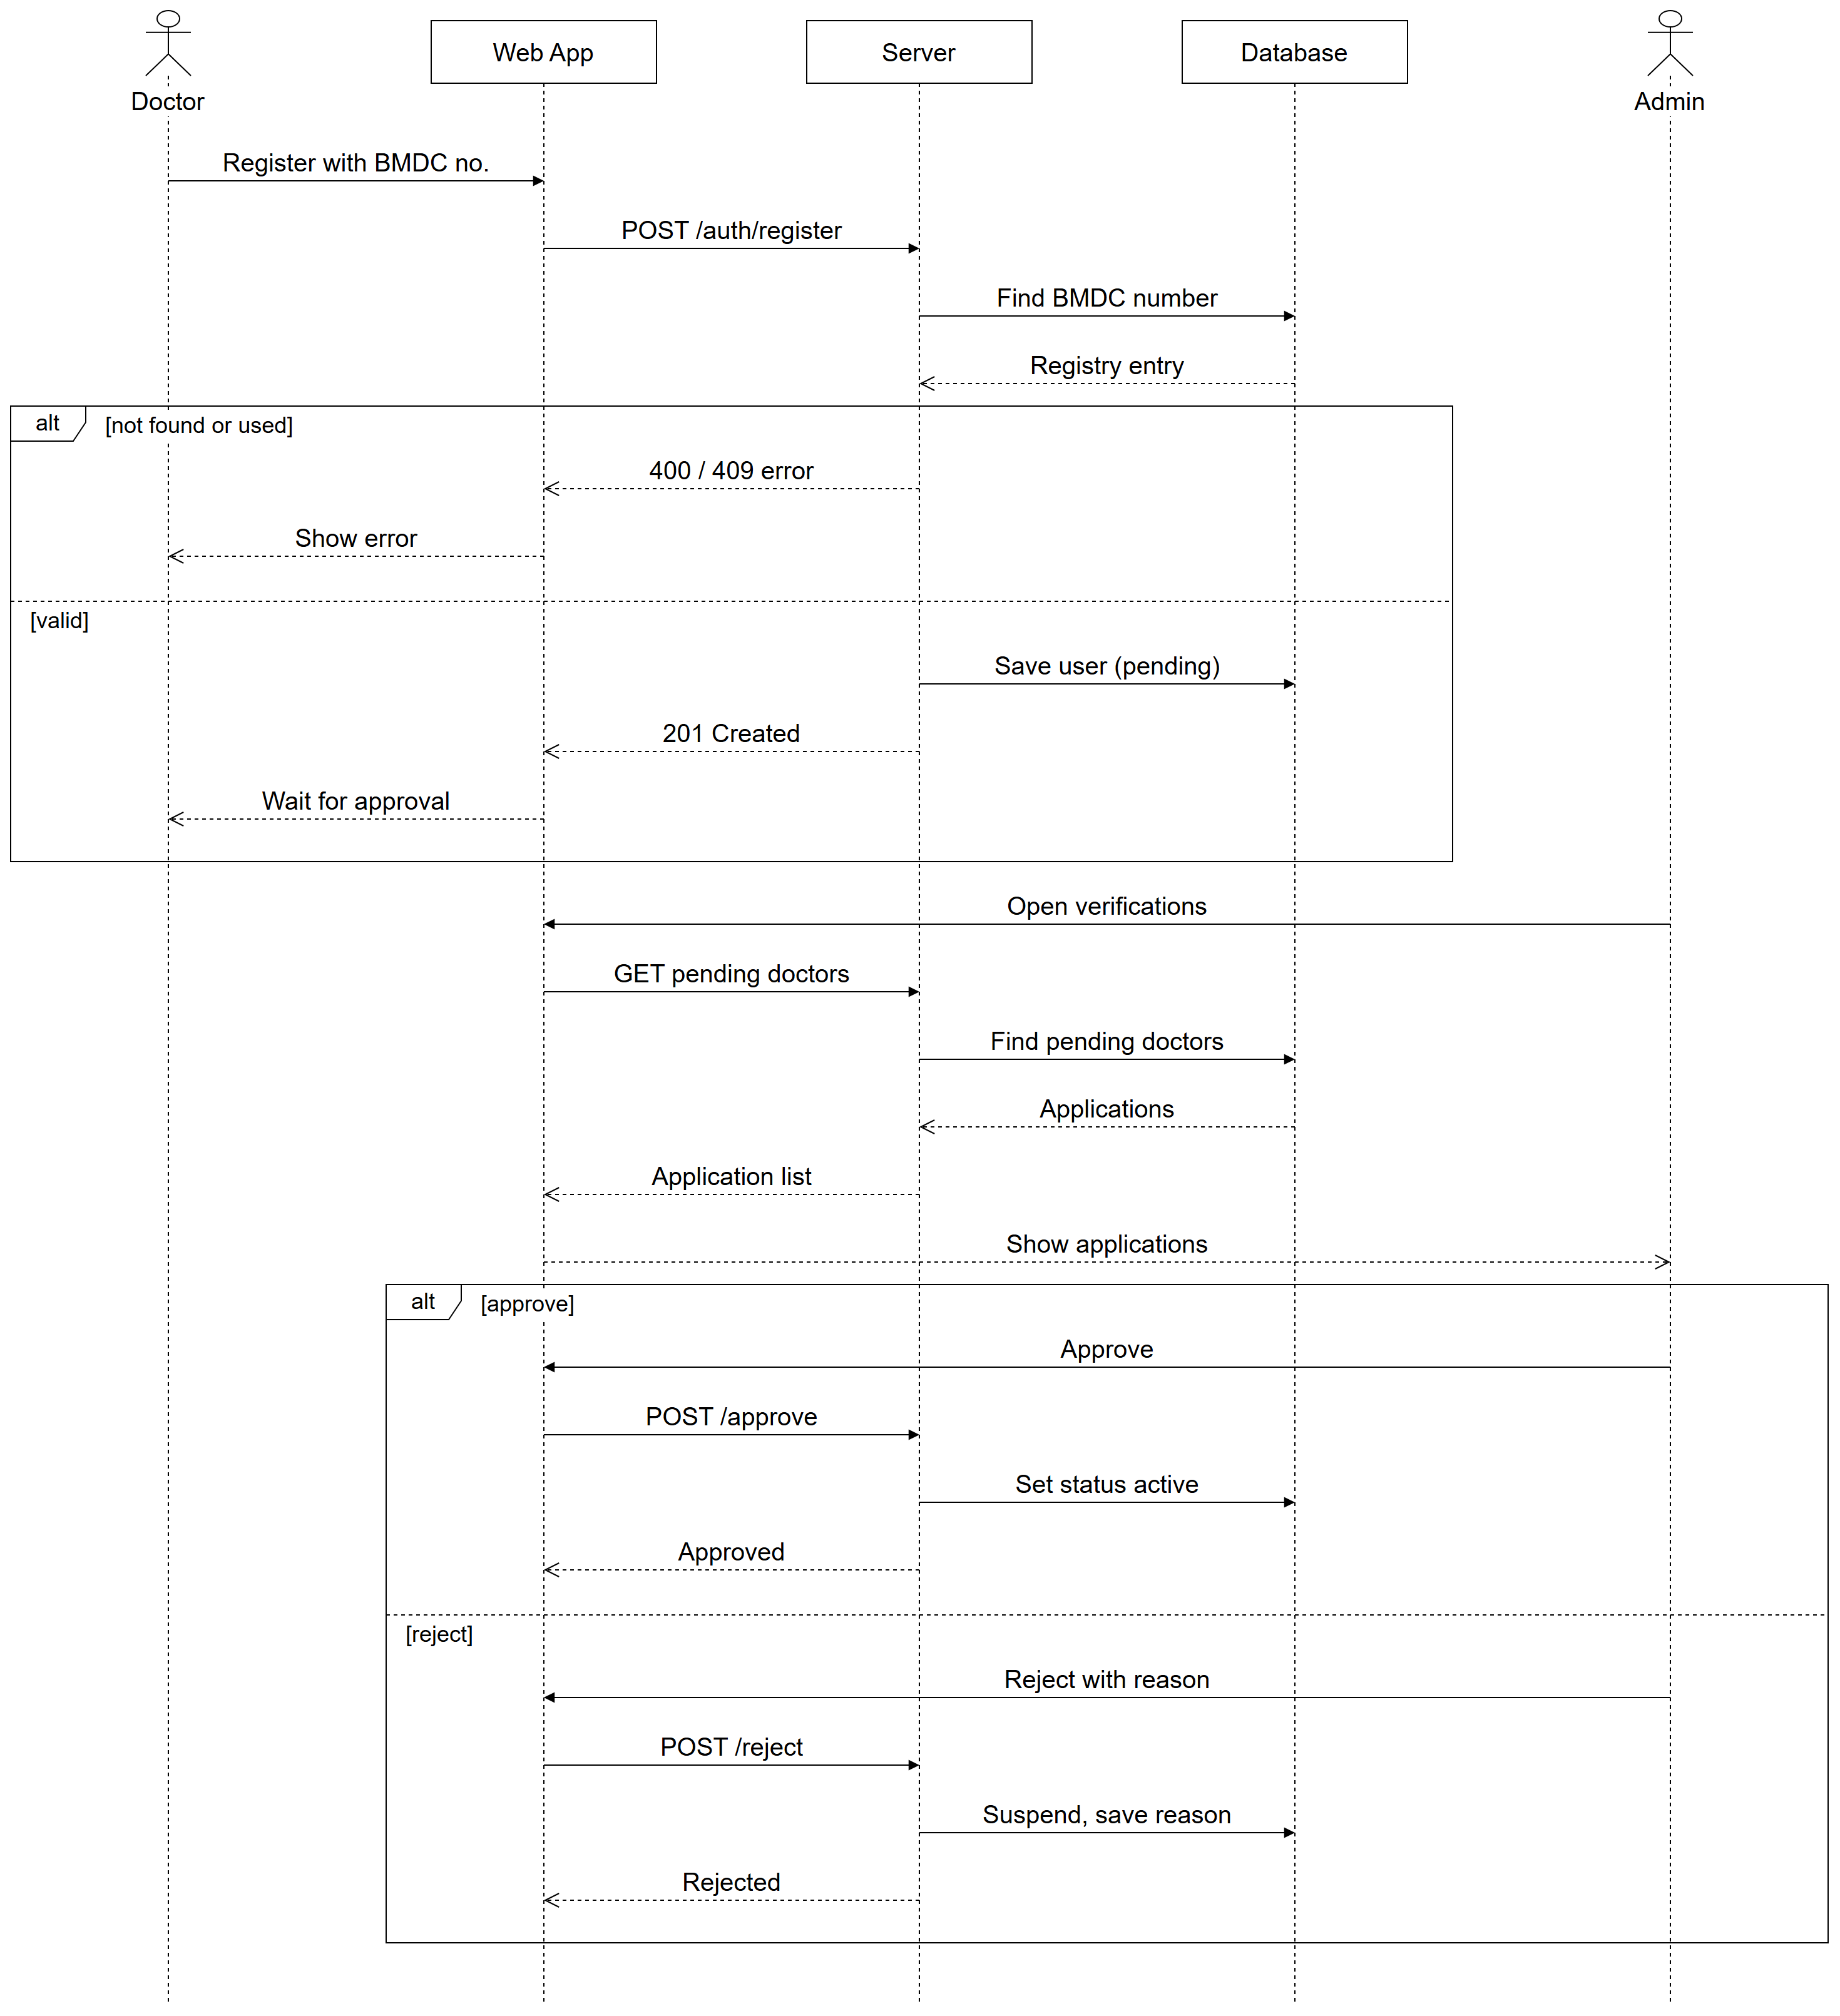 Doctor
Web App
Server
Database
Admin
Register with BMDC no.
POST /auth/register
Find BMDC number
Registry entry
alt
[not found or used]
400 / 409 error
Show error
[valid]
Save user (pending)
201 Created
Wait for approval
Open verifications
GET pending doctors
Find pending doctors
Applications
Application list
Show applications
alt
[approve]
Approve
POST /approve
Set status active
Approved
[reject]
Reject with reason
POST /reject
Suspend, save reason
Rejected